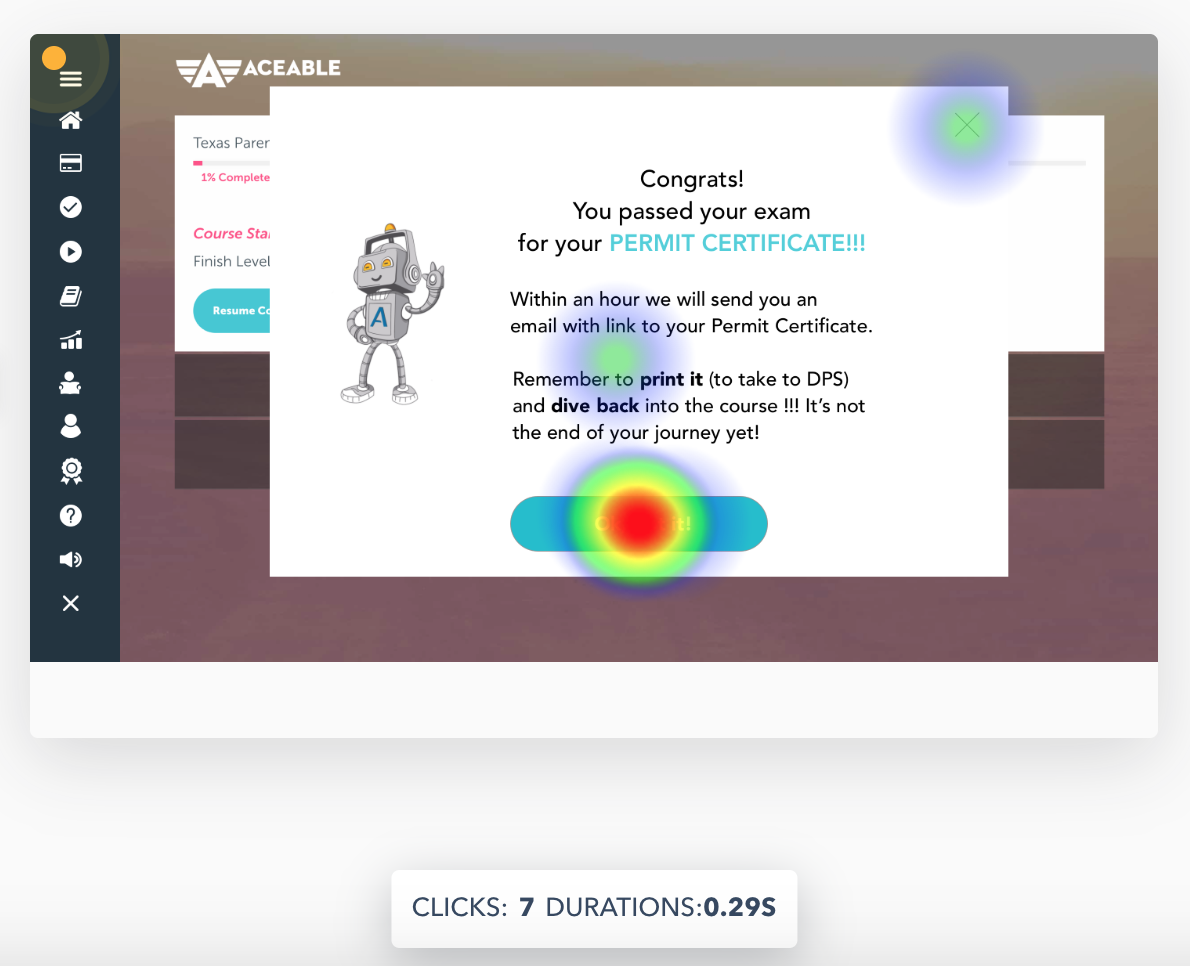 ACEABLE
Texas Paren
1% Complete
Course Sta
Finish Level
Resume Co
Congrats!
You passed your exam
for your PERMIT CERTIFICATE!!!
A
Within an hour we will send you an
email with link to your Permit Certificate.
Remember to print it (to take to DPS)
and dive back into the course !!! It’s not
the end of your journey yet!
CLICKS: 7 DURATIONS:0.29S